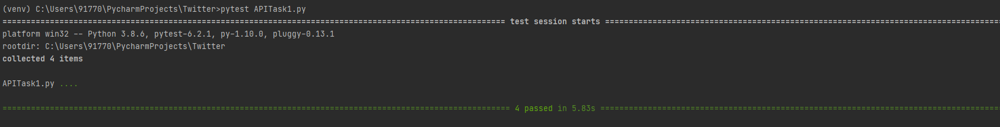 (venv) C:\Users\91770\PycharmProjects\Twitter>pytest APITask1.py
========================================================================================================== test session starts ===================================================================================
platform win32 -- Python 3.8.6, pytest-6.2.1, py-1.10.0, pluggy-0.13.1
rootdir: C:\Users\91770\PycharmProjects\Twitter
collected 4 items
APITask1.py ....
=========================================================================================================== 4 passed in 5.83s ====================================================================================